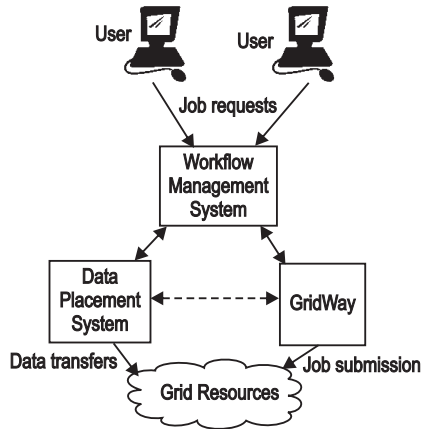 User
User
Job requests
Workflow
Management
System
Data
Placement
System
GridWay
Data transfers
Job submission
Grid Resources